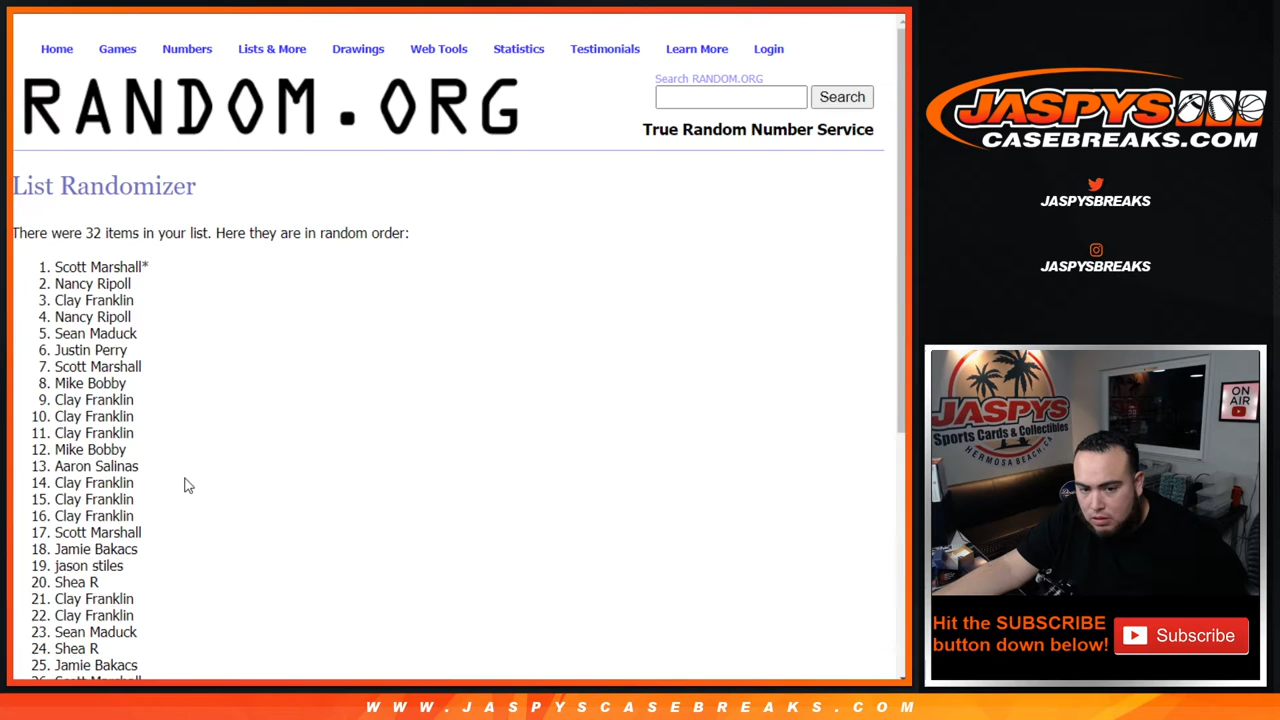 Home Games Numbers Lists & More Drawings Web Tools Statistics Testimonials Learn More Login
RANDOM.ORG
Search RANDOM.ORG
Search
True Random Number Service
List Randomizer
There were 32 items in your list. Here they are in random order:
1. Scott Marshall*
2. Nancy Ripoll
3. Clay Franklin
4. Nancy Ripoll
5. Sean Maduck
6. Justin Perry
7. Scott Marshall
8. Mike Bobby
9. Clay Franklin
10. Clay Franklin
11. Clay Franklin
12. Mike Bobby
13. Aaron Salinas
14. Clay Franklin
15. Clay Franklin
16. Clay Franklin
17. Scott Marshall
18. Jamie Bakacs
19. jason stiles
20. Shea R
21. Clay Franklin
22. Clay Franklin
23. Sean Maduck
24. Shea R
25. Jamie Bakacs
26. Scott Marshall
JASPYS
CASEBREAKS.COM
JASPYSBREAKS
JASPYSBREAKS
JASPYS
Sports Cards & Collectibles
HERMOSA BEACH, CA
ON
AIR
Hit the SUBSCRIBE
button down below!
Subscribe
WWW.JASPYSCASEBREAKS.COM